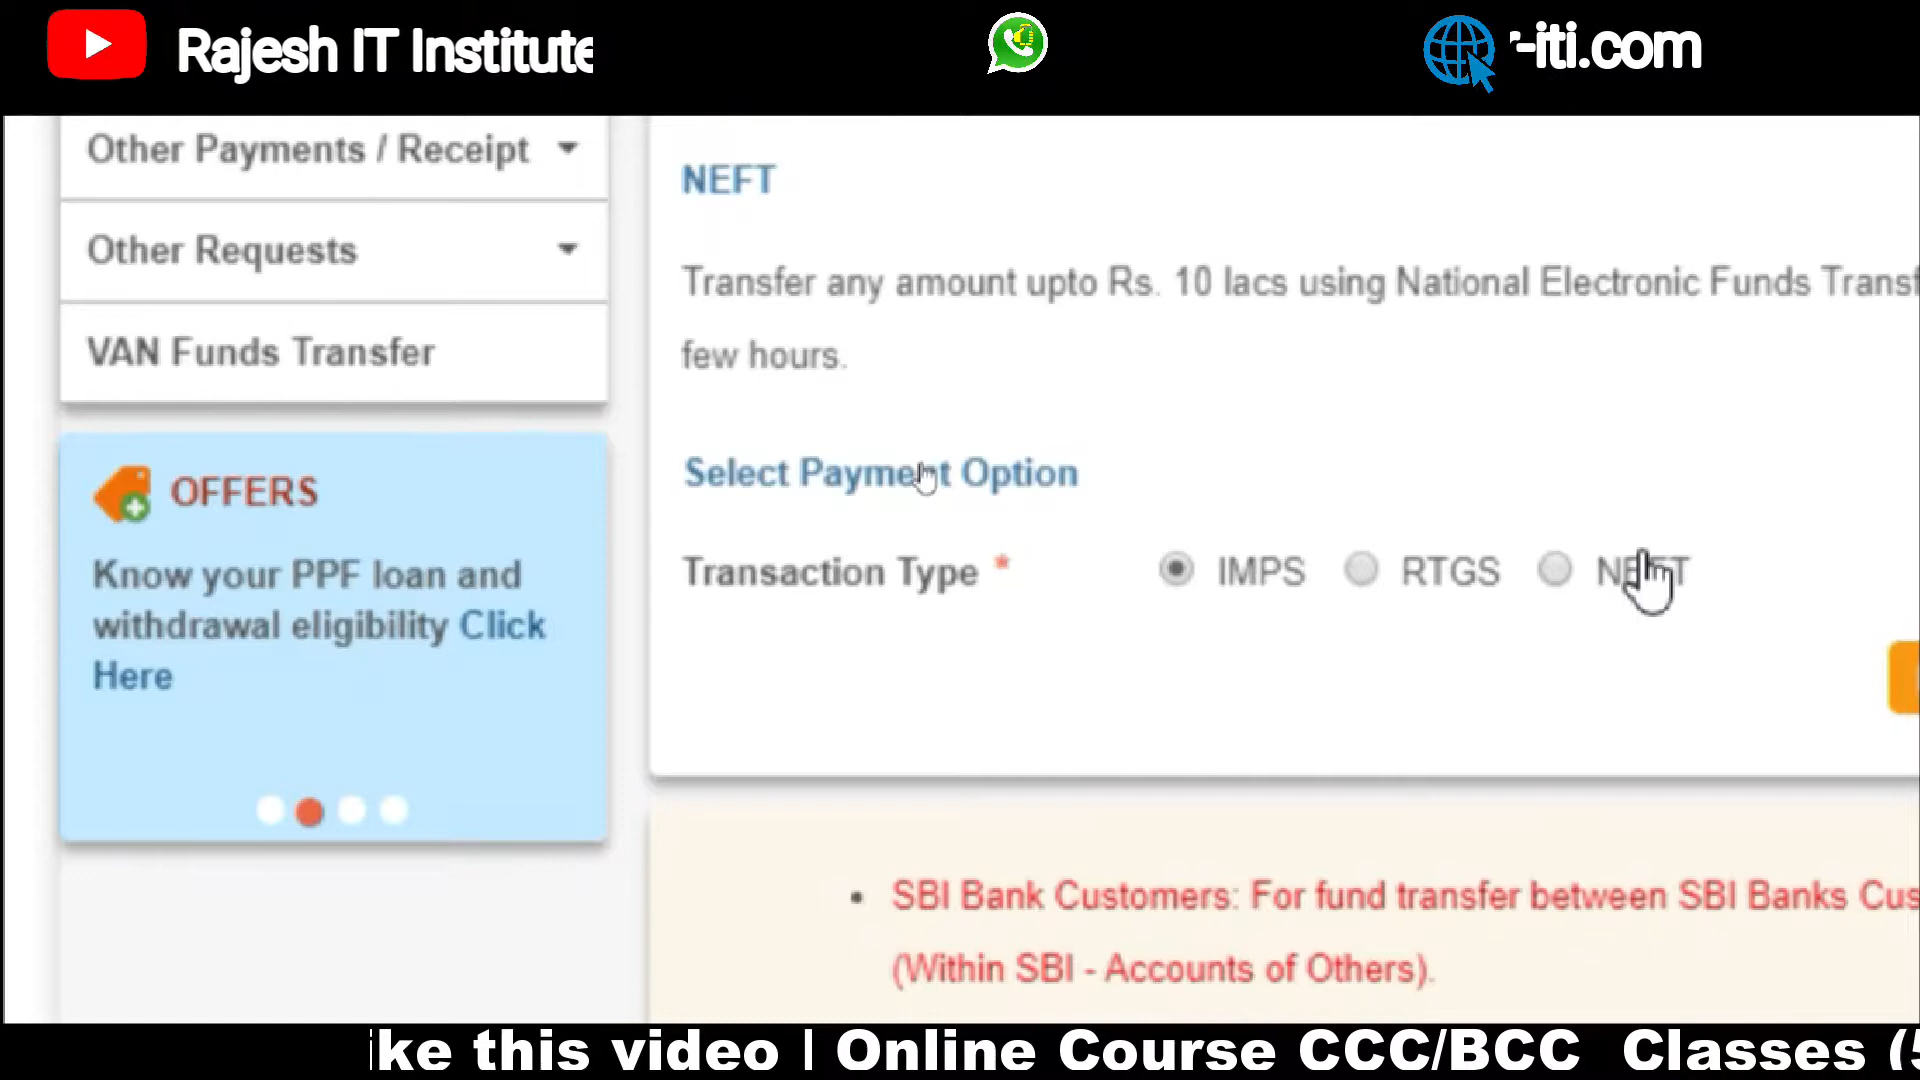 Rajesh IT Institute
r-iti.com
Other Payments / Receipt
Other Requests
VAN Funds Transfer
OFFERS
Know your PPF loan and
withdrawal eligibility Click
Here
NEFT
Transfer any amount upto Rs. 10 lacs using National Electronic Funds Transf
few hours.
Select Payment Option
Transaction Type * IMPS RTGS NEFT
SBI Bank Customers: For fund transfer between SBI Banks Cus
(Within SBI - Accounts of Others).
ke this video | Online Course CCC/BCC Classes (5